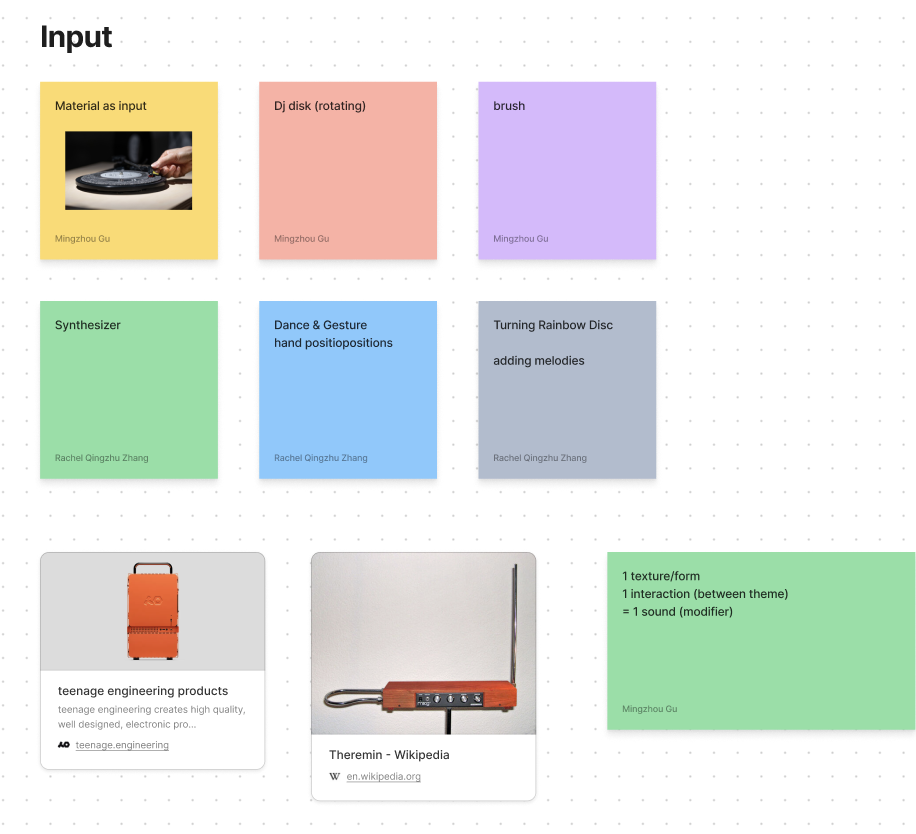 Input
Material as input
Mingzhou Gu
Dj disk (rotating)
Mingzhou Gu
brush
Mingzhou Gu
Synthesizer
Rachel Qingzhu Zhang
Dance & Gesture
hand positiopositions
Rachel Qingzhu Zhang
Turning Rainbow Disc
adding melodies
Rachel Qingzhu Zhang
teenage engineering products
teenage engineering creates high quality,
well designed, electronic pro...
teenage.engineering
moog
Theremin - Wikipedia
W
en.wikipedia.org
1 texture/form
1 interaction (between theme)
= 1 sound (modifier)
Mingzhou Gu